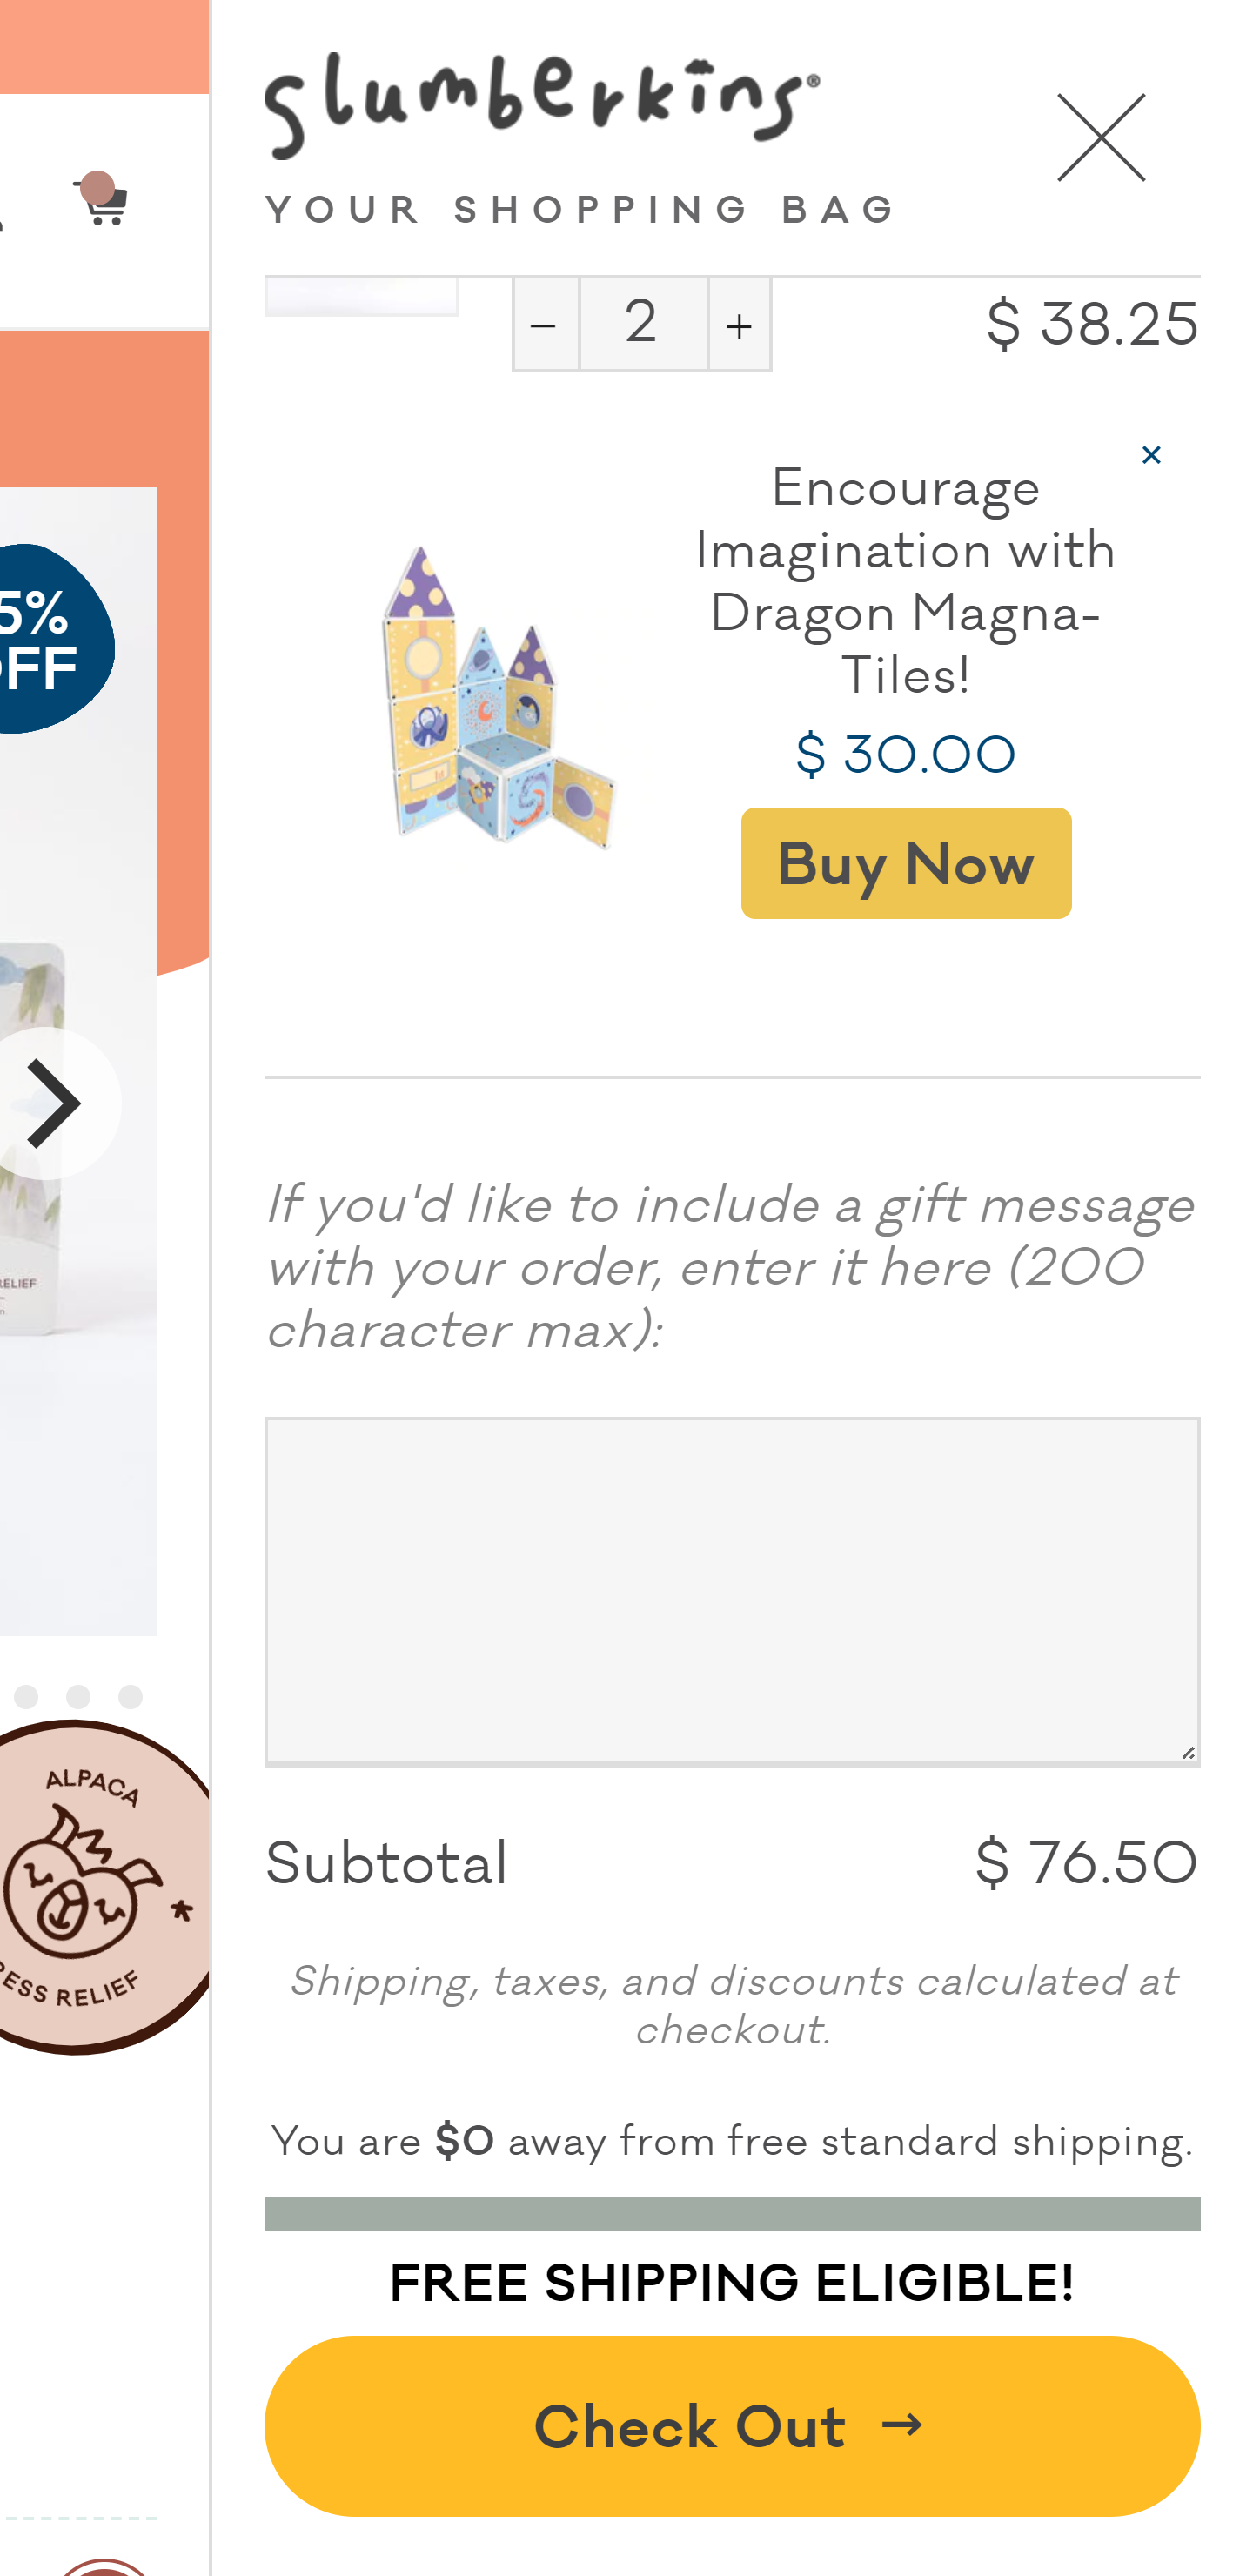 slumberkins®
YOUR SHOPPING BAG
− 2 + $ 38.25
×
Encourage
Imagination with
Dragon Magna-
Tiles!
$ 30.00
Buy Now
If you'd like to include a gift message
with your order, enter it here (200
character max):
Subtotal $ 76.50
Shipping, taxes, and discounts calculated at
checkout.
You are $0 away from free standard shipping.
FREE SHIPPING ELIGIBLE!
Check Out →
5%
OFF
RELIEF
ALPACA
RESS RELIEF